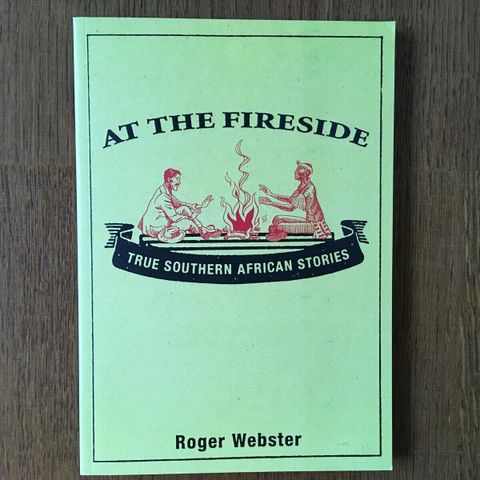 AT THE FIRESIDE
TRUE SOUTHERN AFRICAN STORIES
Roger Webster